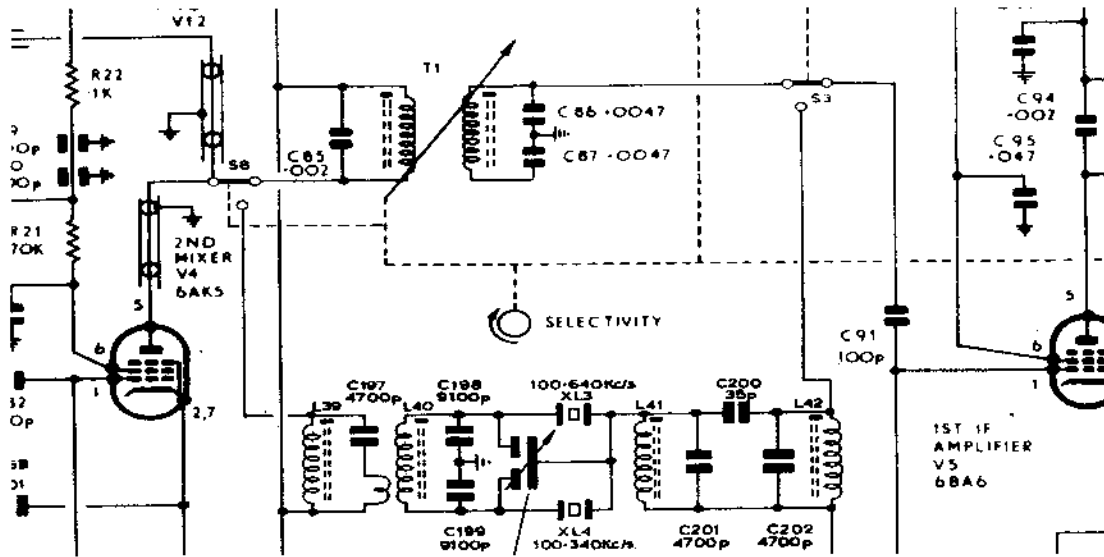 V12
R22
1K
T1
C86 .0047
C87 .0047
C85
.002
S8
S3
C94
.002
C95
.047
R21
70K
2ND
MIXER
V4
6AK5
5
6
1
2,7
SELECTIVITY
C91
100p
5
6
1
1ST IF
AMPLIFIER
V5
6BA6
L39
C197
4700p
L40
C198
9100p
100·640Kc/s
XL3
L41
C200
35p
L42
C199
9100p
XL4
100·340Kc/s.
C201
4700p
C202
4700p